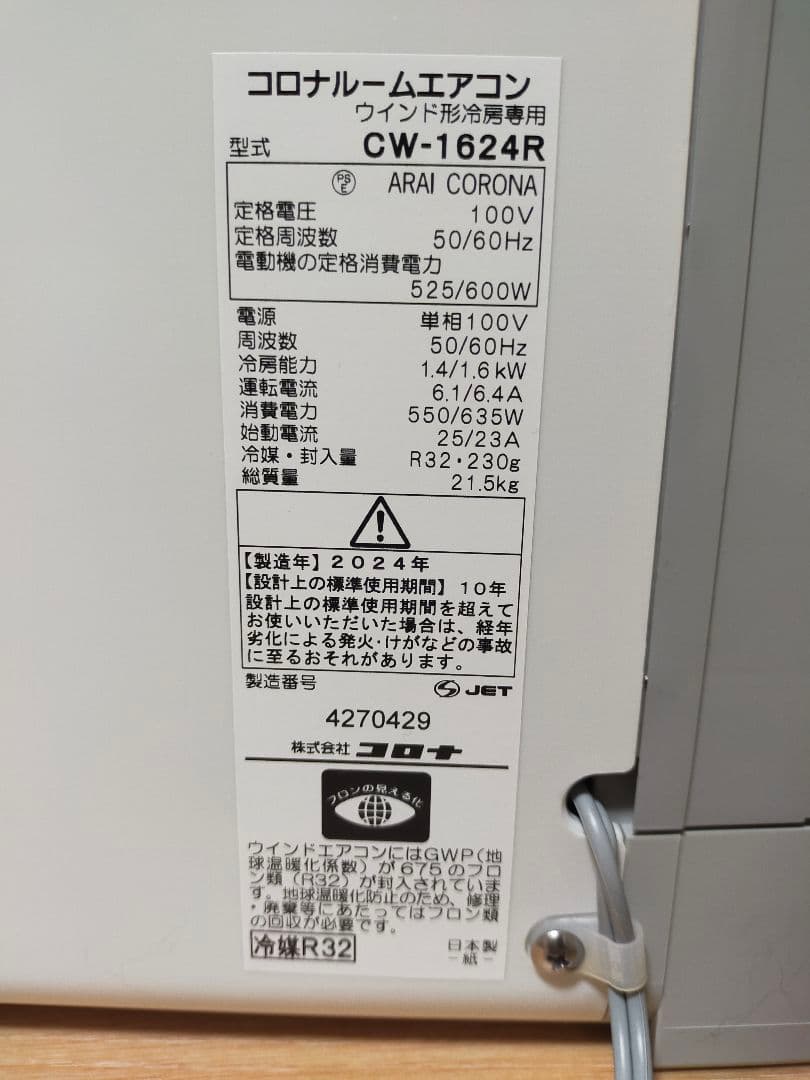 コロナルームエアコン
ウインド形冷房専用
型式 CW-1624R
PS E ARAI CORONA
定格電圧 100V
定格周波数 50/60Hz
電動機の定格消費電力
525/600W
電源 単相100V
周波数 50/60Hz
冷房能力 1.4/1.6kW
運転電流 6.1/6.4A
消費電力 550/635W
始動電流 25/23A
冷媒・封入量 R32・230g
総質量 21.5kg
【製造年】2024年
【設計上の標準使用期間】10年
設計上の標準使用期間を超えて
お使いいただいた場合は、経年
劣化による発火・けがなどの事故
に至るおそれがあります。
製造番号 JET
4270429
株式会社 コロナ
フロンの見える化
ウインドエアコンにはGWP(地
球温暖化係数)が675のフロ
ン類(R32)が封入されていま
す。地球温暖化防止のため、修理
・廃棄等にあたってはフロン類
の回収が必要です。
冷媒R32 日本製
-紙-